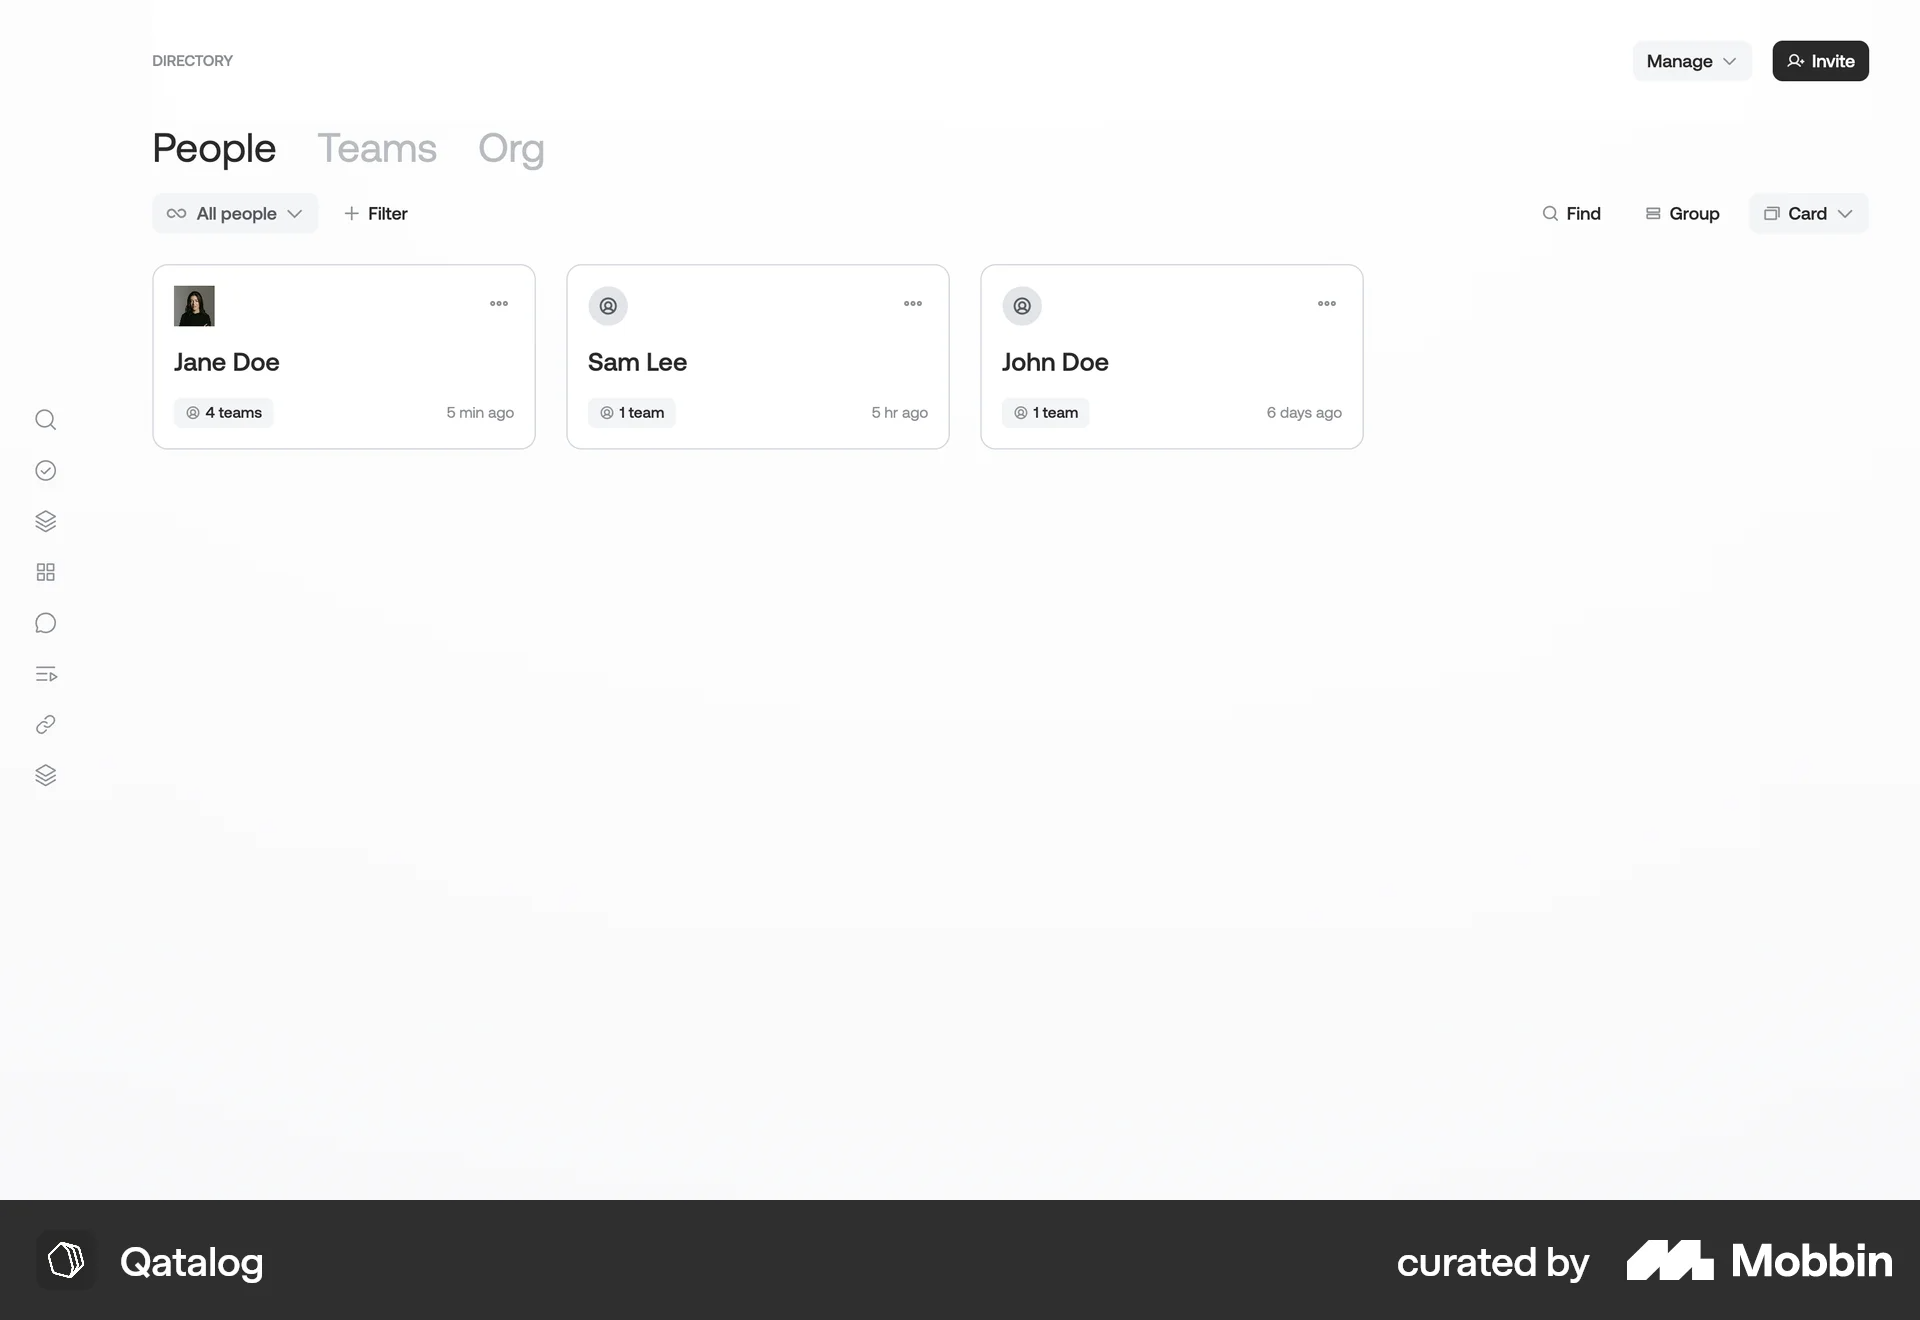 DIRECTORY
Manage
Invite
People Teams Org
All people
Filter
Find
Group
Card
Jane Doe
4 teams
5 min ago
Sam Lee
1 team
5 hr ago
John Doe
1 team
6 days ago
Qatalog
curated by
Mobbin